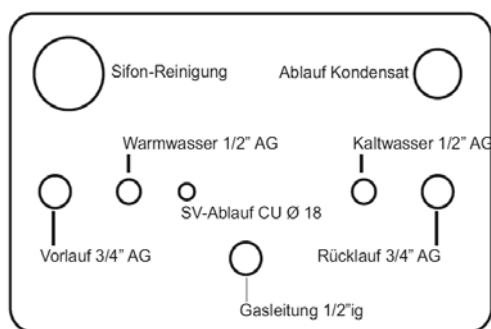 Sifon-Reinigung
Ablauf Kondensat
Warmwasser 1/2” AG
Kaltwasser 1/2” AG
SV-Ablauf CU Ø 18
Vorlauf 3/4” AG
Rücklauf 3/4” AG
Gasleitung 1/2”ig